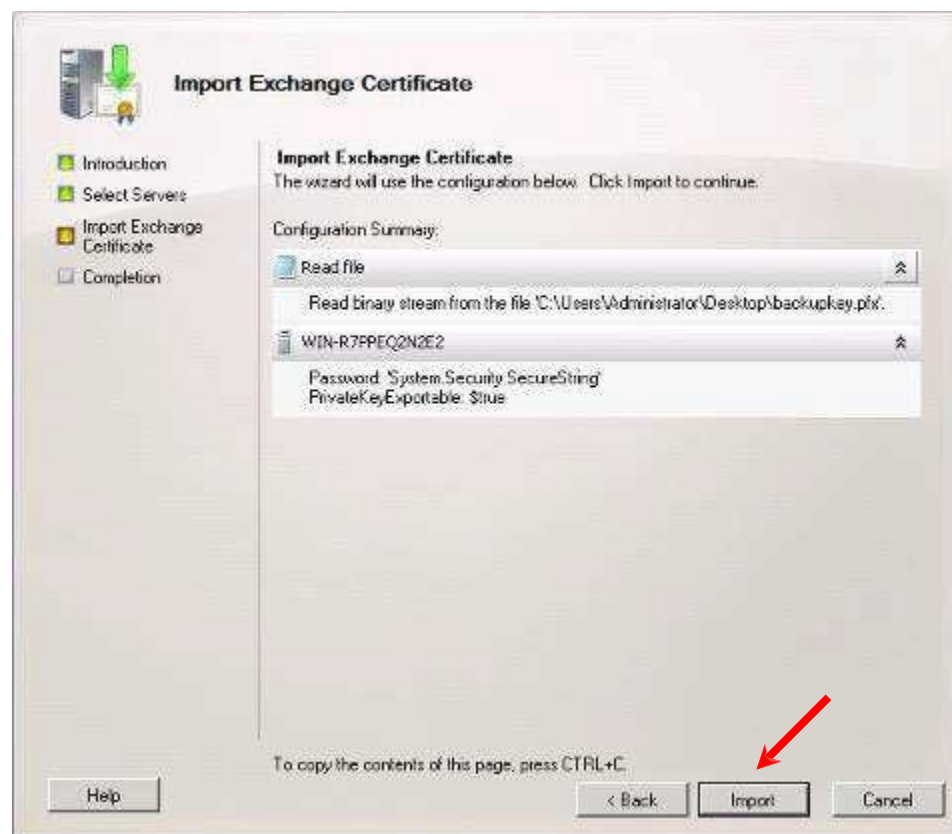 Import Exchange Certificate
Introduction
Select Servers
Import Exchange
Certificate
Completion
Import Exchange Certificate
The wizard will use the configuration below. Click Import to continue.
Configuration Summary:
Read file
Read binary stream from the file 'C:\Users\Administrator\Desktop\backupkey.pfx'.
WIN-R7PPEQ2N2E2
Password: 'System.Security.SecureString'
PrivateKeyExportable: $true
To copy the contents of this page, press CTRL+C.
Help
< Back
Import
Cancel